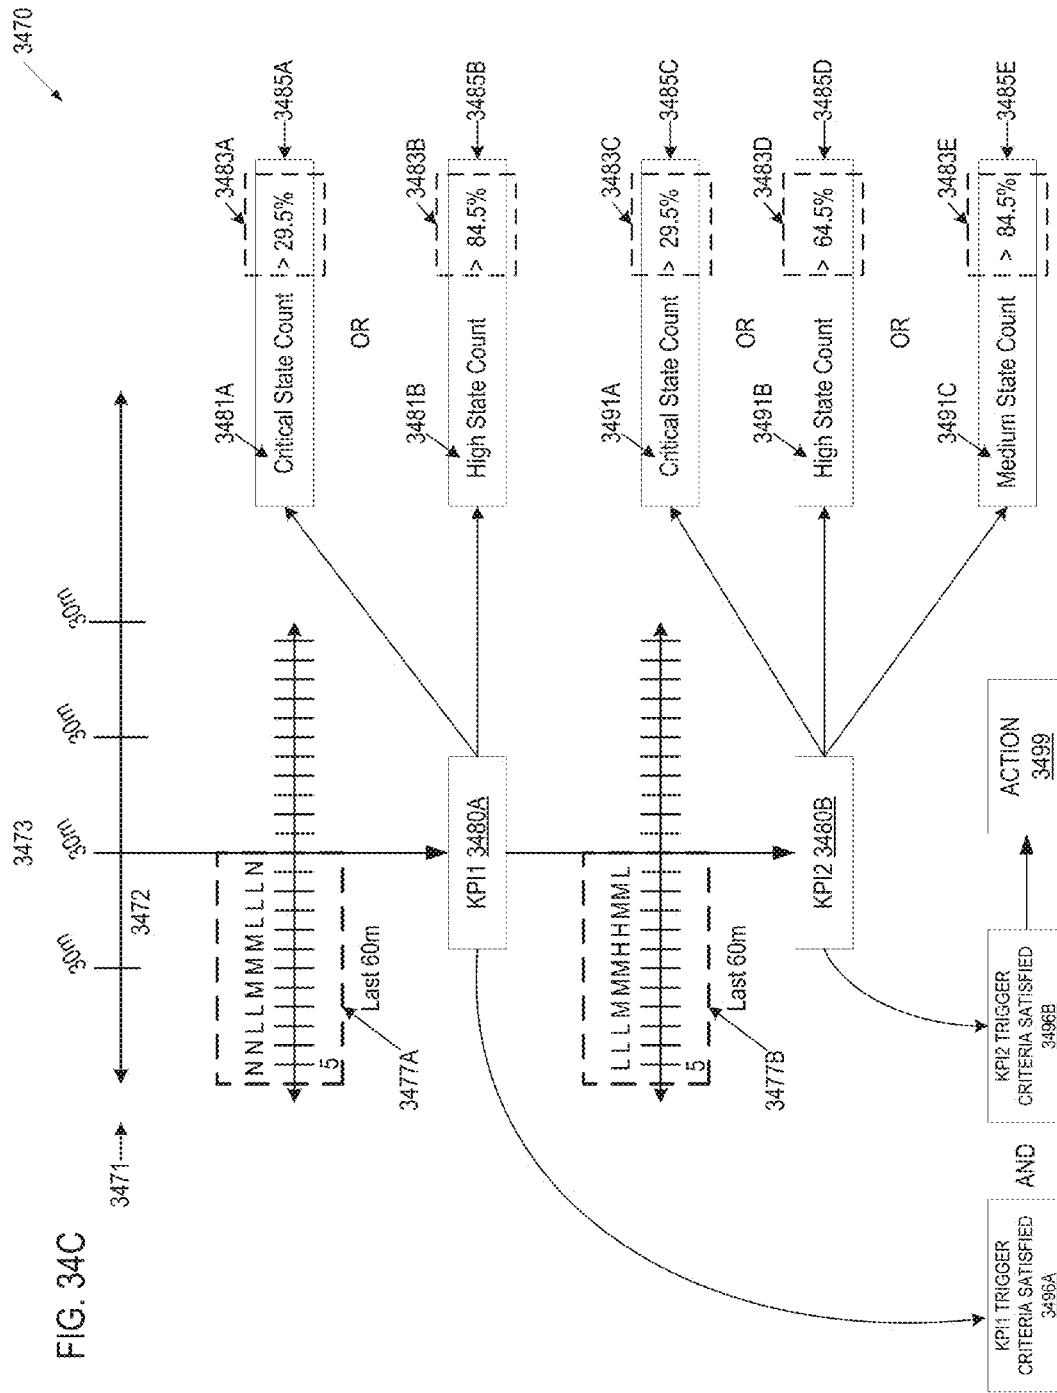 FIG. 34C
3470
3471
3472
3473
30m
30m
30m
30m
NNLLMMMMLLLN
5
Last 60m
3477A
KPI1 3480A
3481A
3483A
Critical State Count > 29.5%
3485A
OR
3481B
3483B
High State Count > 84.5%
3485B
LLLMMMHHMML
5
Last 60m
3477B
KPI2 3480B
3491A
3483C
Critical State Count > 29.5%
3485C
OR
3491B
3483D
High State Count > 64.5%
3485D
OR
3491C
3483E
Medium State Count > 84.5%
3485E
KPI1 TRIGGER
CRITERIA SATISFIED
3496A
AND
KPI2 TRIGGER
CRITERIA SATISFIED
3496B
ACTION
3499